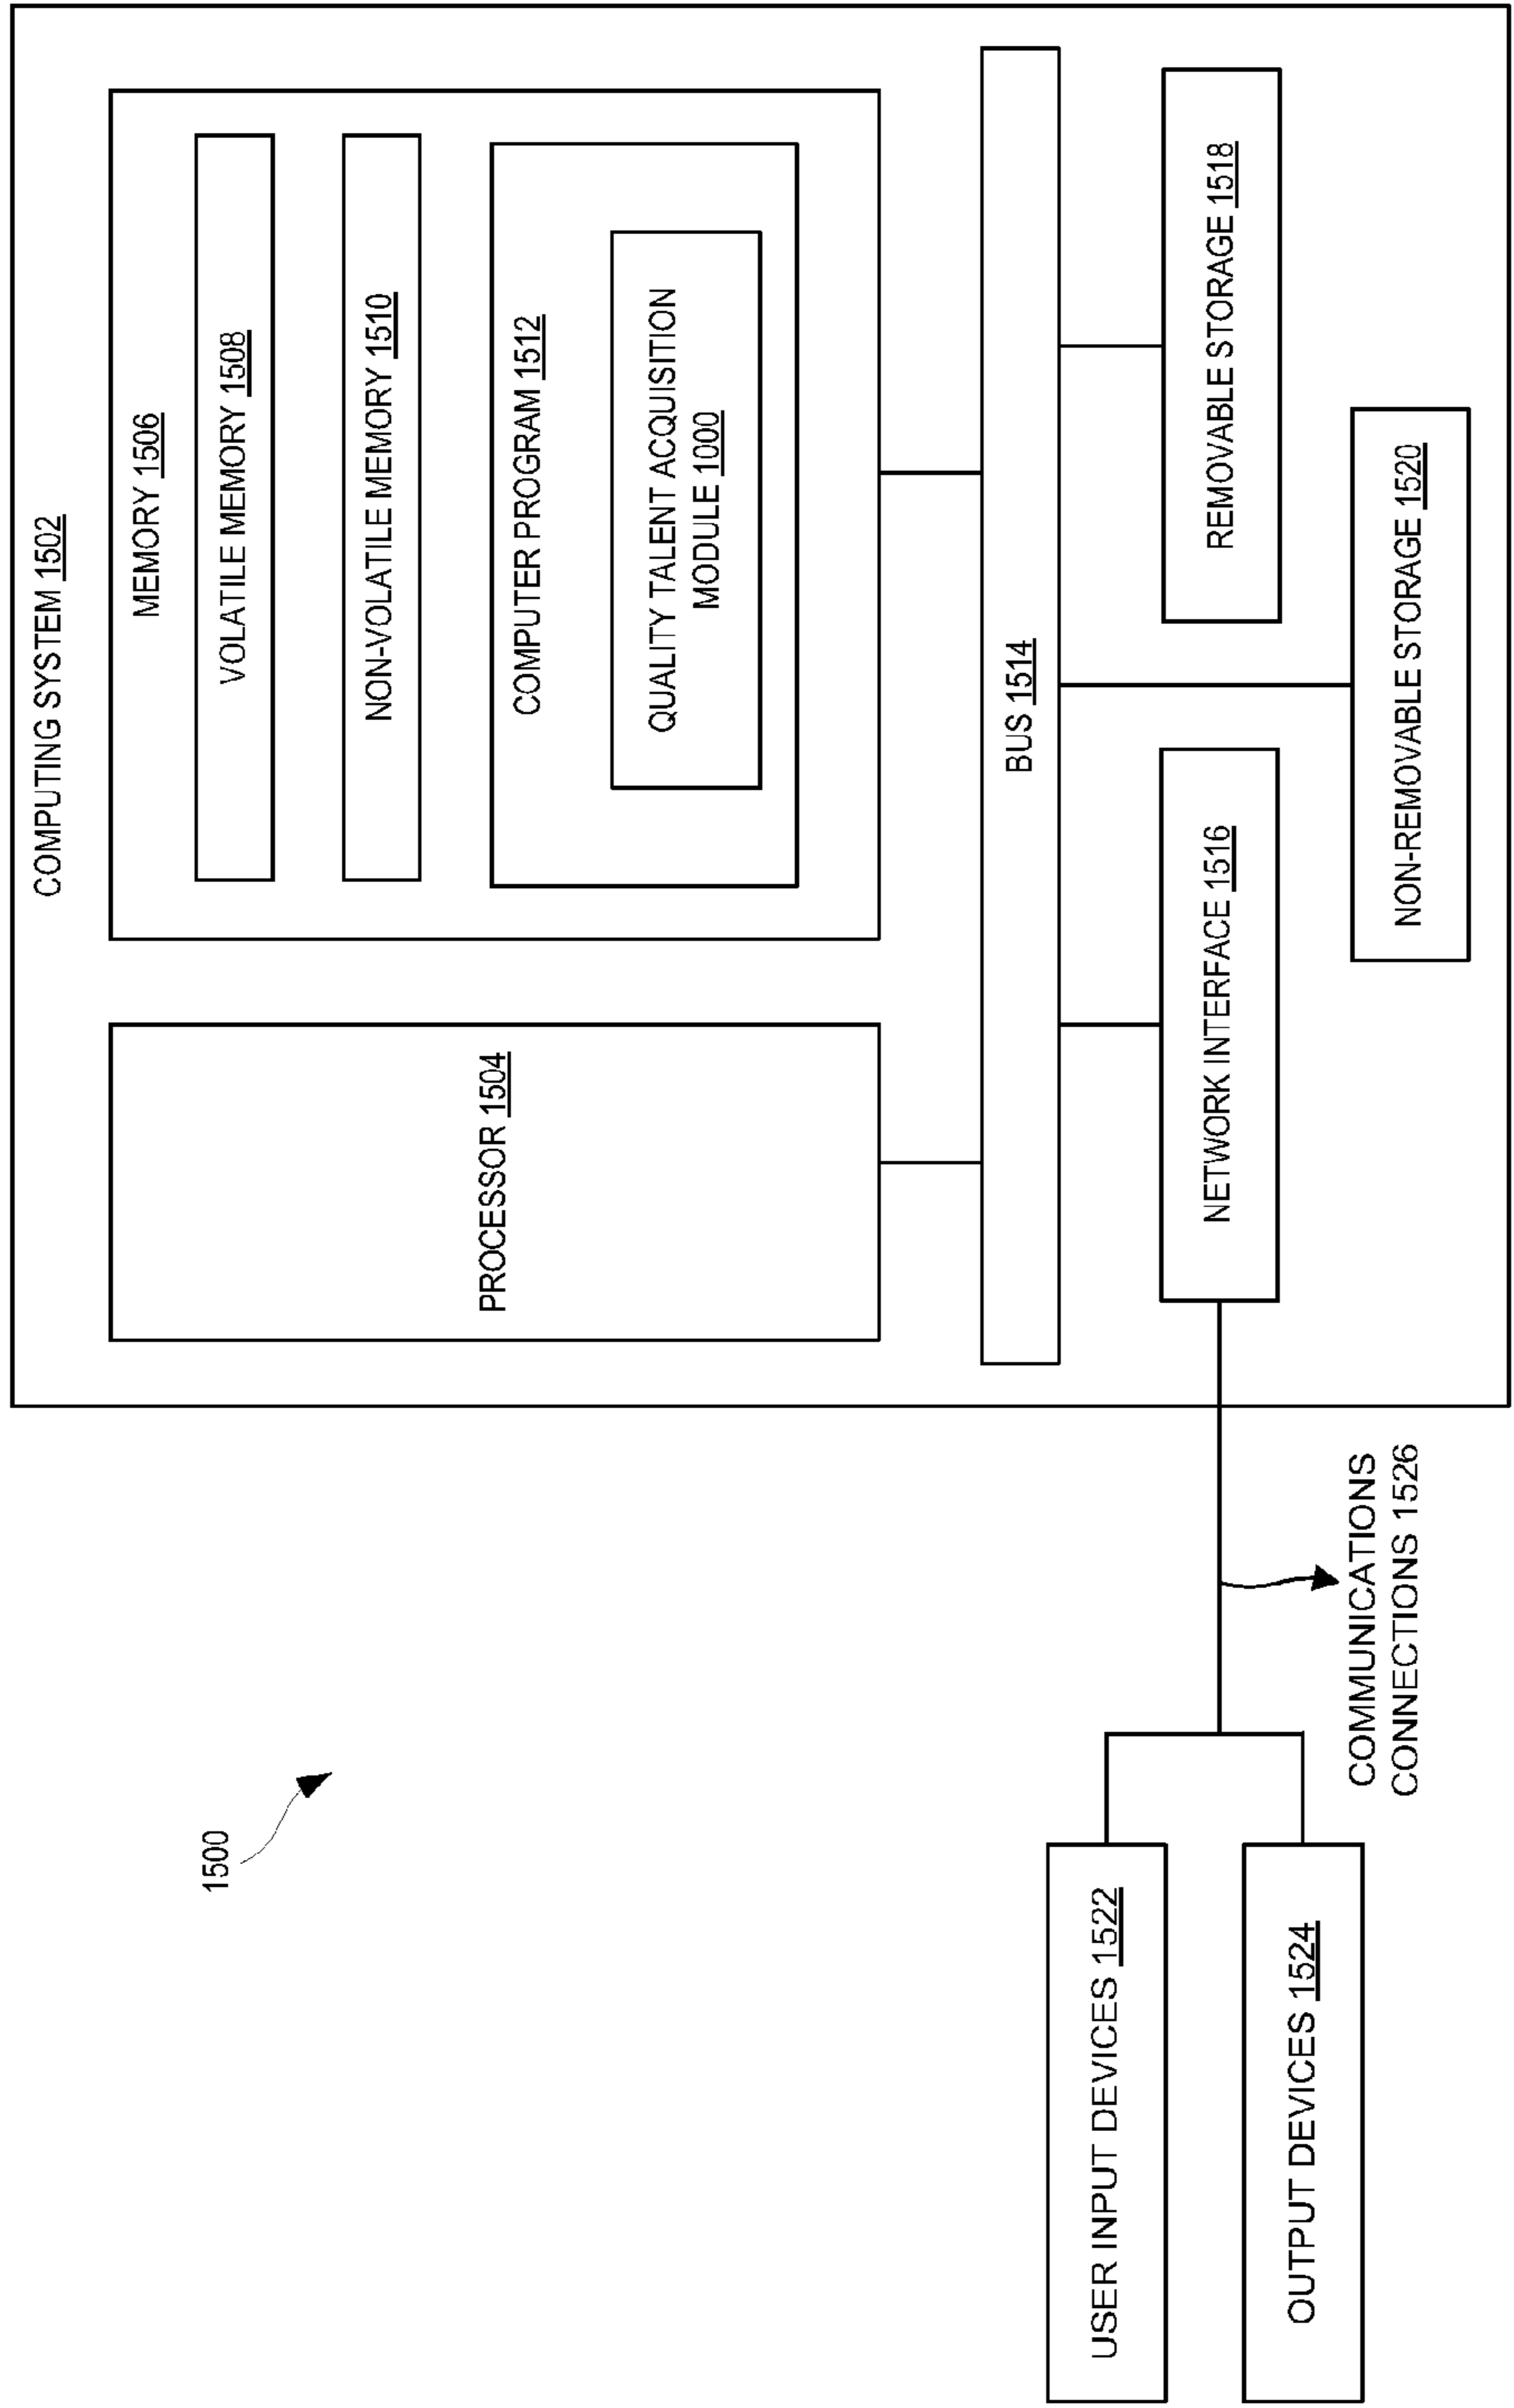 1500
COMPUTING SYSTEM 1502
PROCESSOR 1504
MEMORY 1506
VOLATILE MEMORY 1508
NON-VOLATILE MEMORY 1510
COMPUTER PROGRAM 1512
QUALITY TALENT ACQUISITION
MODULE 1000
BUS 1514
USER INPUT DEVICES 1522
OUTPUT DEVICES 1524
COMMUNICATIONS
CONNECTIONS 1526
NETWORK INTERFACE 1516
REMOVABLE STORAGE 1518
NON-REMOVABLE STORAGE 1520